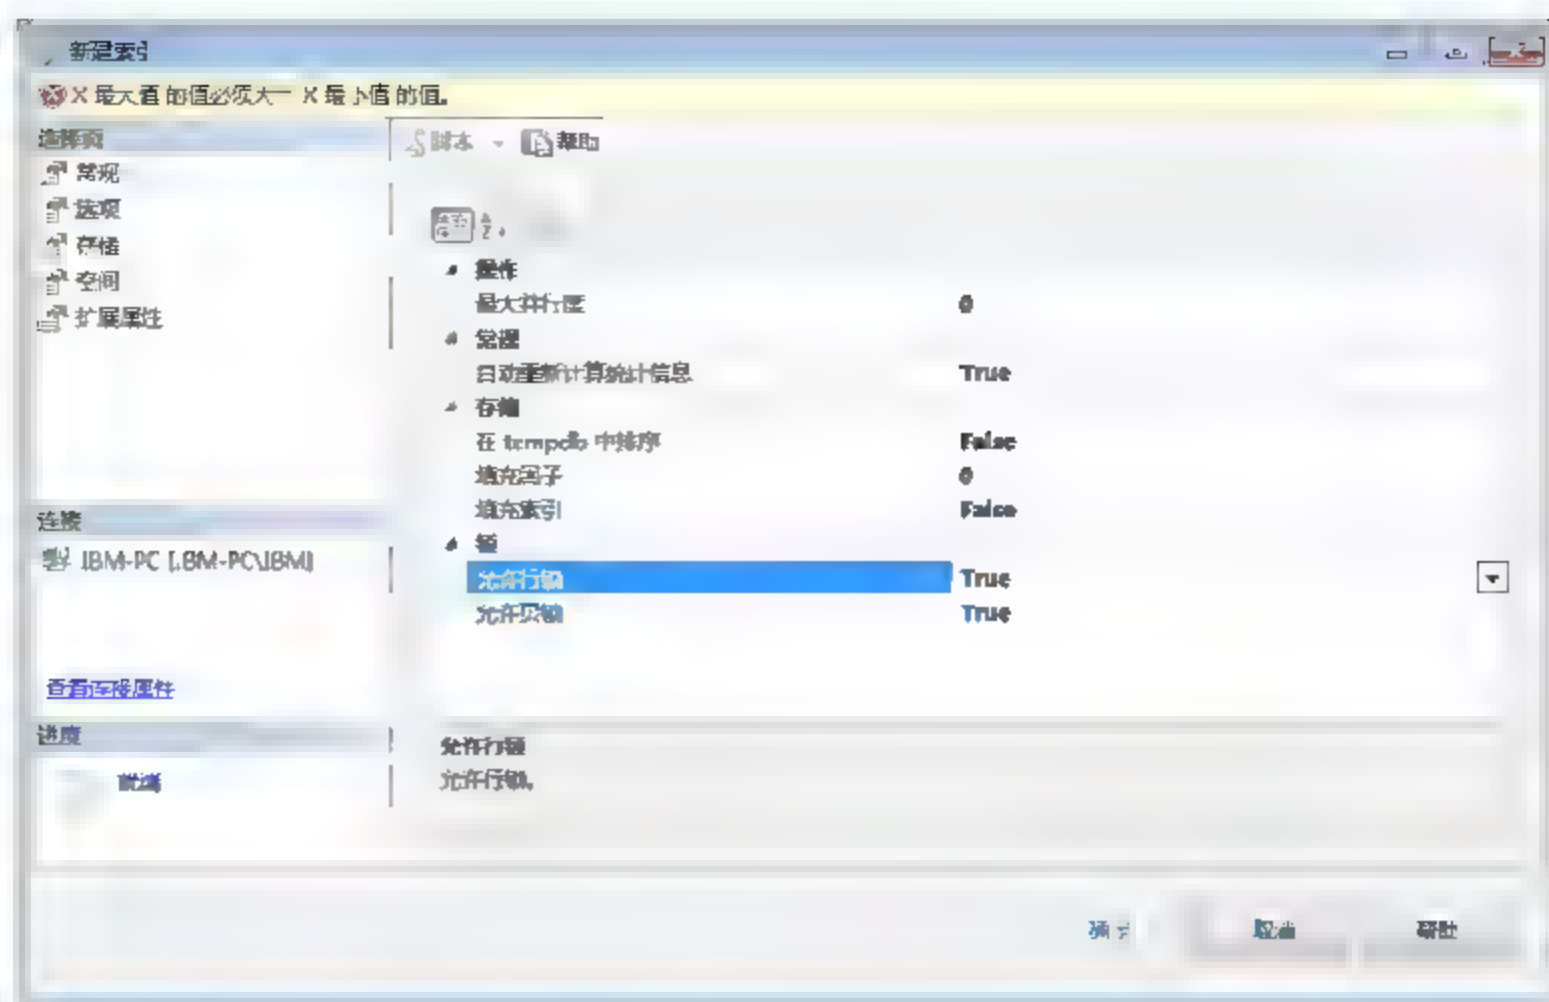 新建索引
X 最大值 的值必须大于 X 最小值 的值。
选择页
常规
选项
存储
空间
扩展属性
脚本
帮助
操作
最大并行度 0
常规
自动重新计算统计信息 True
存储
在 tempdb 中排序 False
填充因子 0
填充索引 False
锁
允许行锁 True
允许页锁 True
连接
IBM-PC [IBM-PC\IBM]
查看连接属性
进度
就绪
允许行锁
允许行锁。
确定
取消
帮助